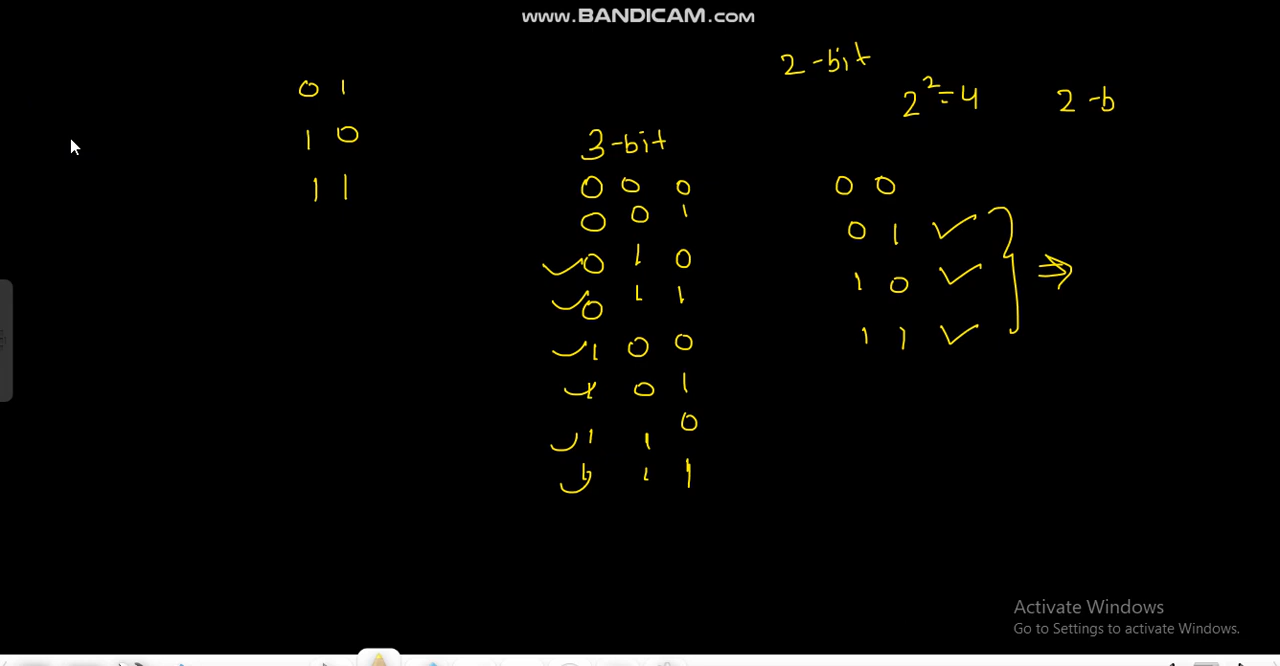 www.BANDICAM.com
2-bit
2² = 4
2-b
0 1
1 0
1 1
3-bit
0 0 0
0 0 1
0 1 0
0 1 1
1 0 0
1 0 1
1 1 0
1 1 1
0 0
0 1
1 0
1 1
Activate Windows
Go to Settings to activate Windows.